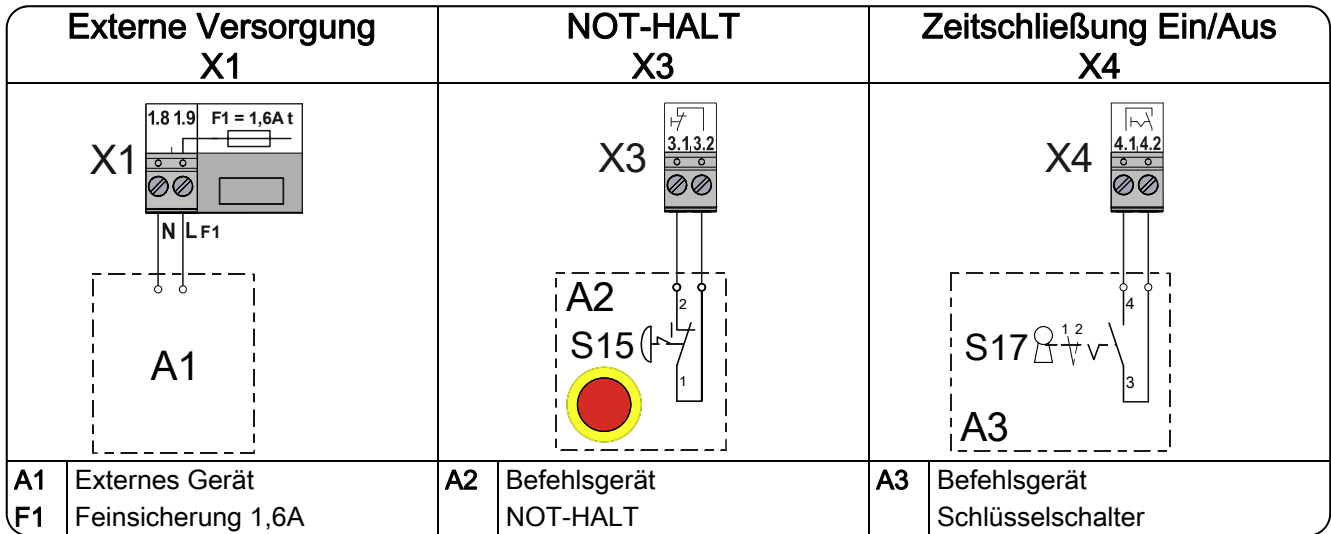 Externe Versorgung
X1
NOT-HALT
X3
Zeitschließung Ein/Aus
X4
1.8 1.9 F1 = 1,6A t
X1
N L F1
A1
3.1 3.2
X3
A2
2
S15
1
4.1 4.2
X4
4
S17
1 2
3
A3
A1 Externes Gerät
F1 Feinsicherung 1,6A
A2 Befehlsgerät
NOT-HALT
A3 Befehlsgerät
Schlüsselschalter